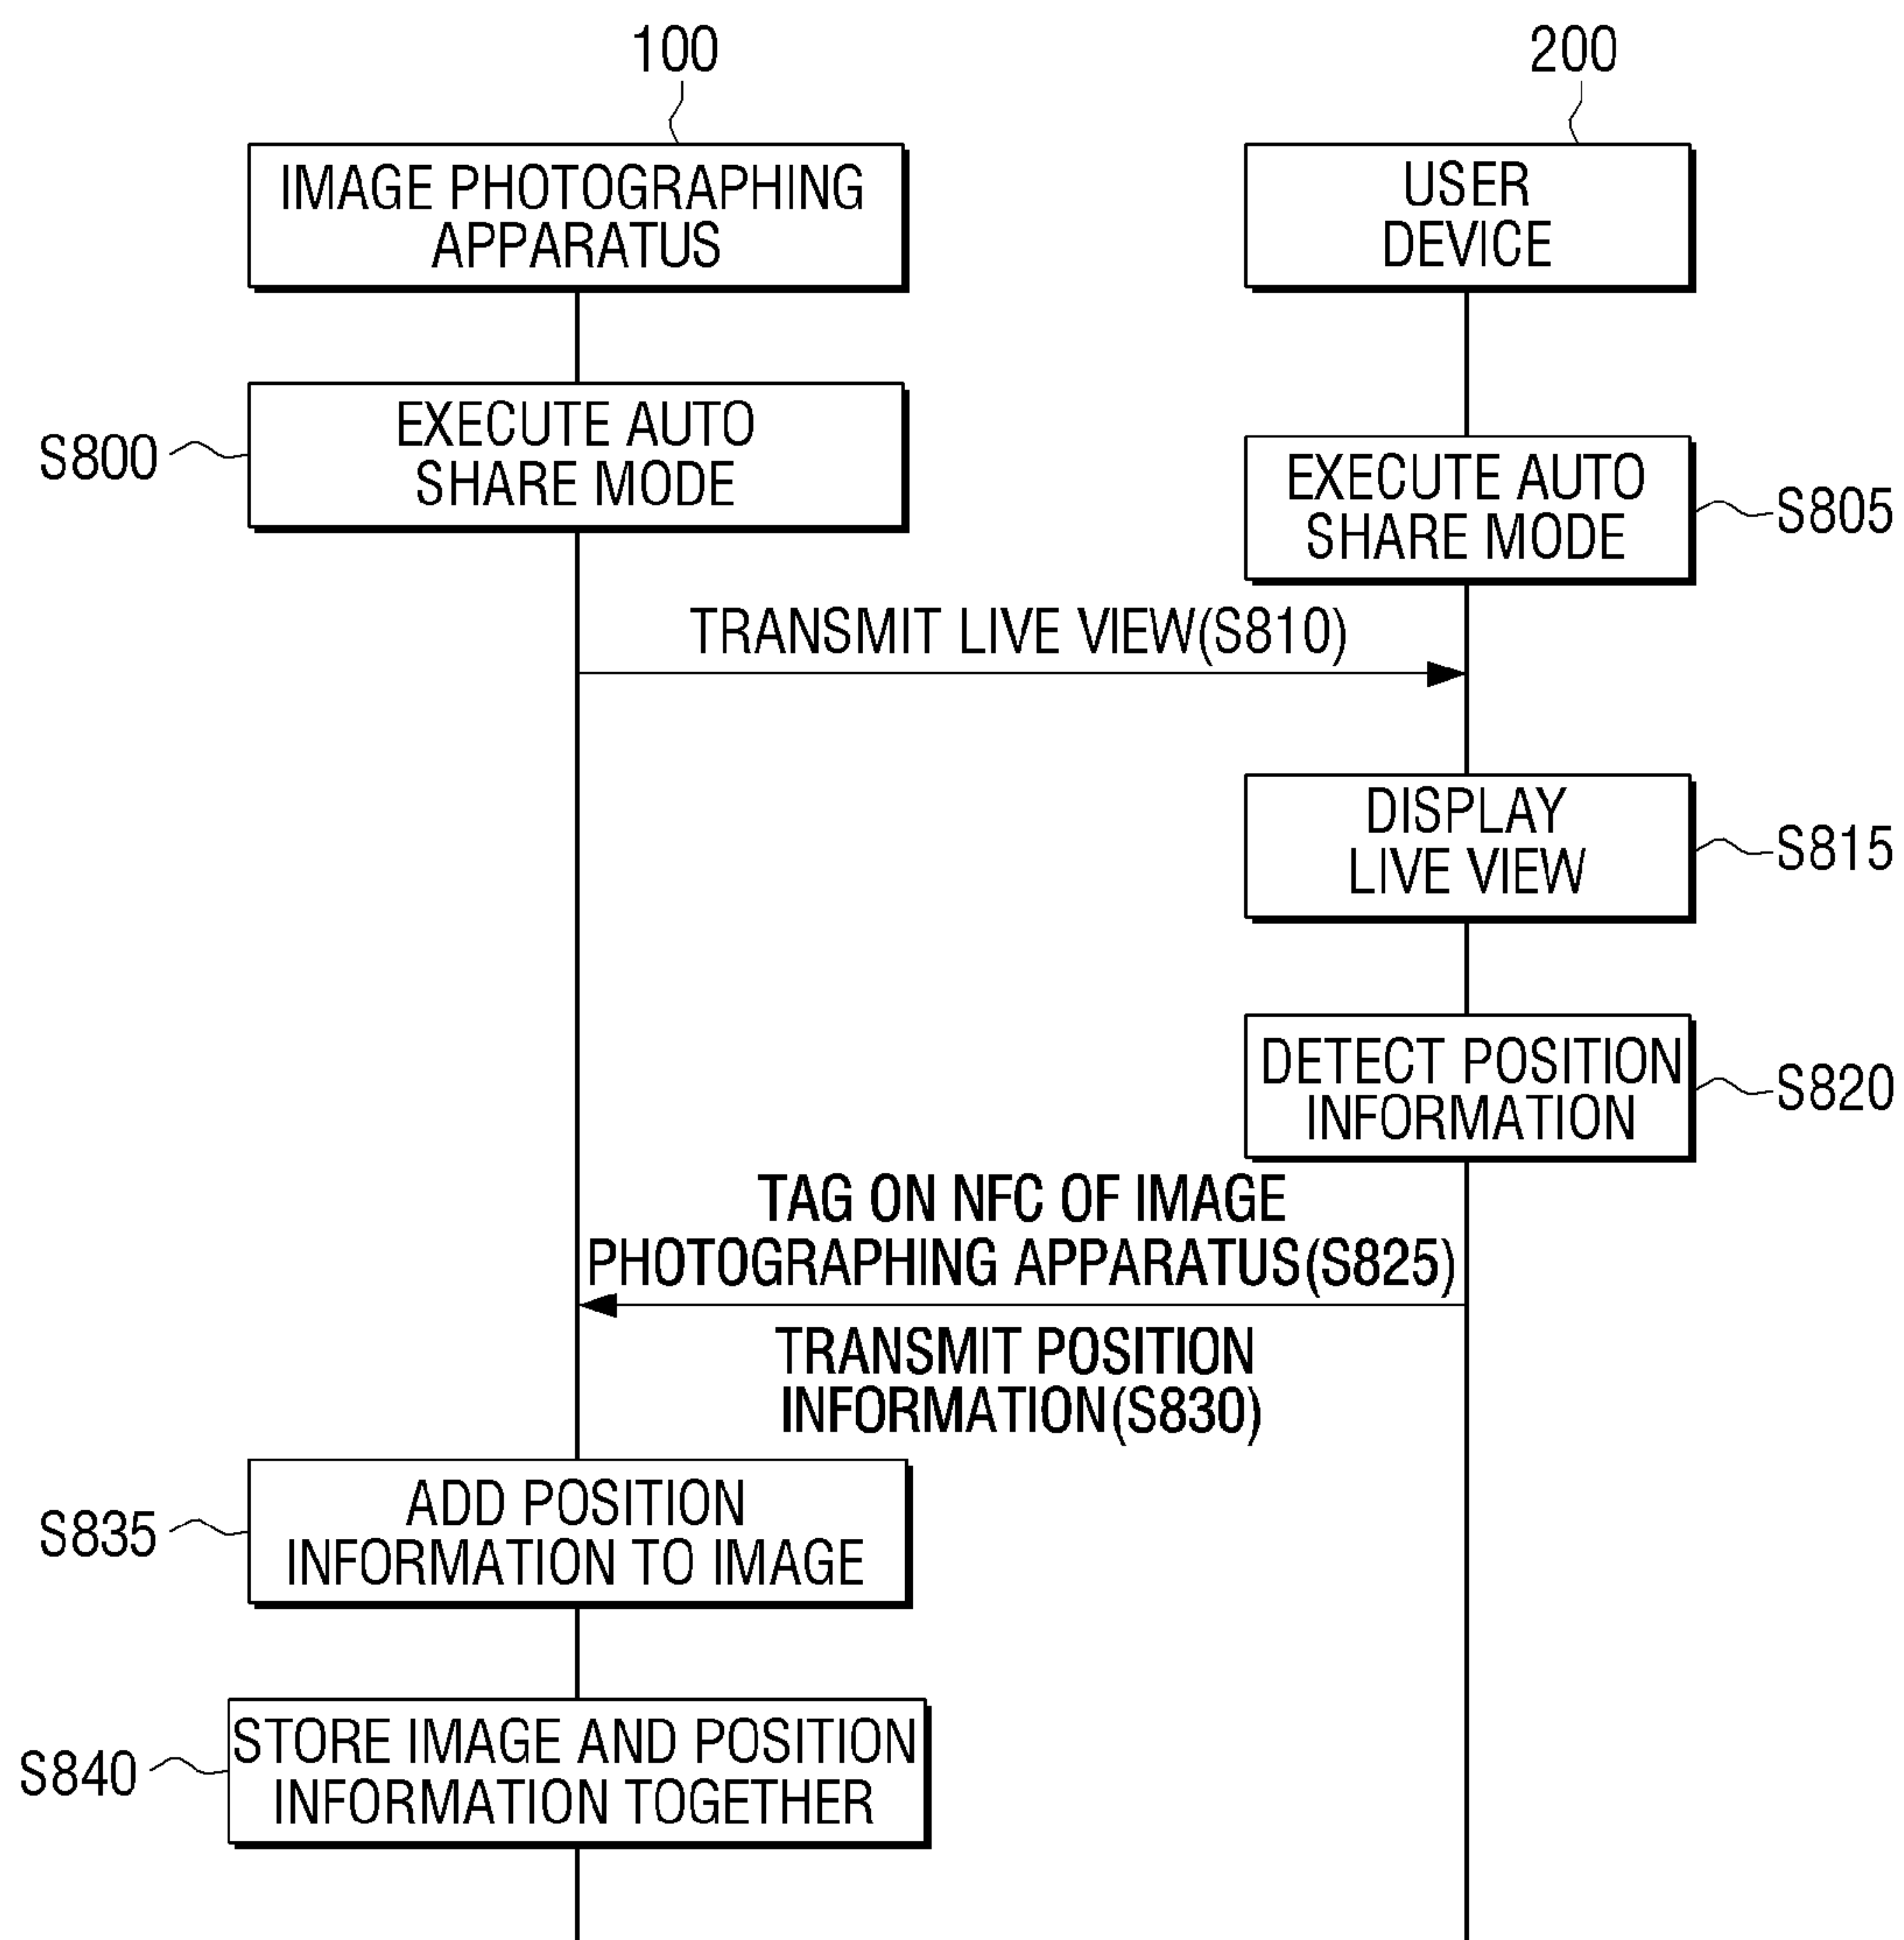 100
200
IMAGE PHOTOGRAPHING
APPARATUS
USER
DEVICE
S800
EXECUTE AUTO
SHARE MODE
EXECUTE AUTO
SHARE MODE
S805
TRANSMIT LIVE VIEW(S810)
DISPLAY
LIVE VIEW
S815
DETECT POSITION
INFORMATION
S820
TAG ON NFC OF IMAGE
PHOTOGRAPHING APPARATUS(S825)
TRANSMIT POSITION
INFORMATION(S830)
S835
ADD POSITION
INFORMATION TO IMAGE
S840
STORE IMAGE AND POSITION
INFORMATION TOGETHER